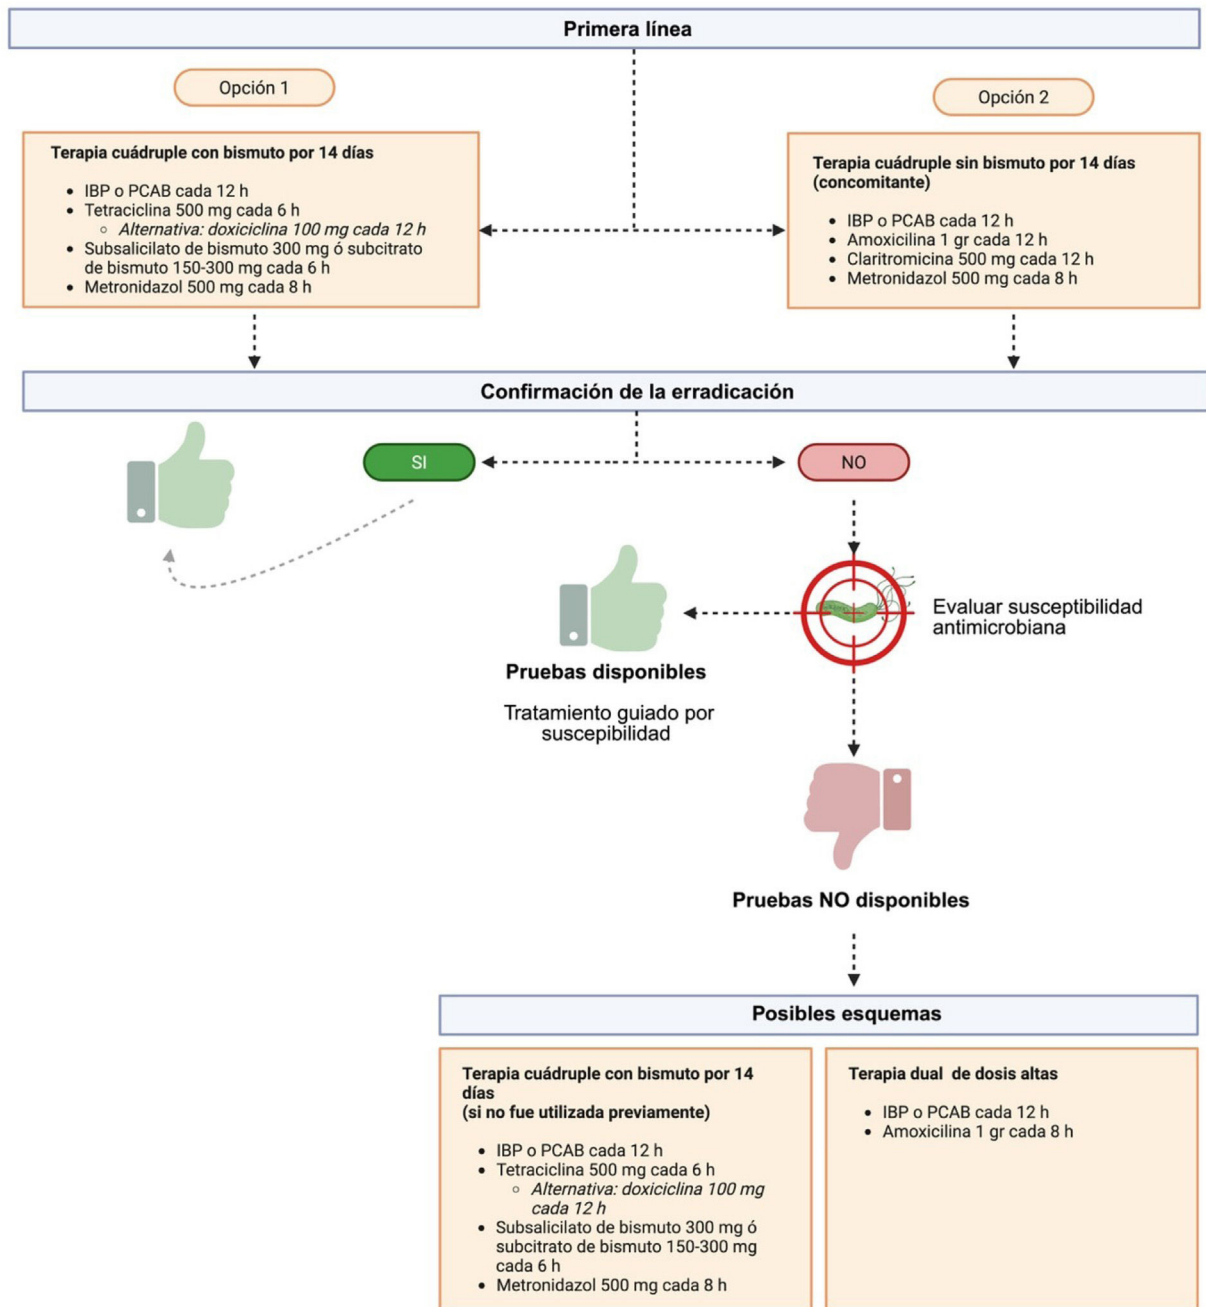 Primera línea
Opción 1
Terapia cuádruple con bismuto por 14 días
• IBP o PCAB cada 12 h
• Tetraciclina 500 mg cada 6 h
◦ Alternativa: doxiciclina 100 mg cada 12 h
• Subsalicilato de bismuto 300 mg ó subcitrato
de bismuto 150-300 mg cada 6 h
• Metronidazol 500 mg cada 8 h
Opción 2
Terapia cuádruple sin bismuto por 14 días
(concomitante)
• IBP o PCAB cada 12 h
• Amoxicilina 1 gr cada 12 h
• Claritromicina 500 mg cada 12 h
• Metronidazol 500 mg cada 8 h
Confirmación de la erradicación
SI
NO
Evaluar susceptibilidad
antimicrobiana
Pruebas disponibles
Tratamiento guiado por
suscepibilidad
Pruebas NO disponibles
Posibles esquemas
Terapia cuádruple con bismuto por 14
días
(si no fue utilizada previamente)
• IBP o PCAB cada 12 h
• Tetraciclina 500 mg cada 6 h
◦ Alternativa: doxiciclina 100 mg
cada 12 h
• Subsalicilato de bismuto 300 mg ó
subcitrato de bismuto 150-300 mg
cada 6 h
• Metronidazol 500 mg cada 8 h
Terapia dual  de dosis altas
• IBP o PCAB cada 12 h
• Amoxicilina 1 gr cada 8 h